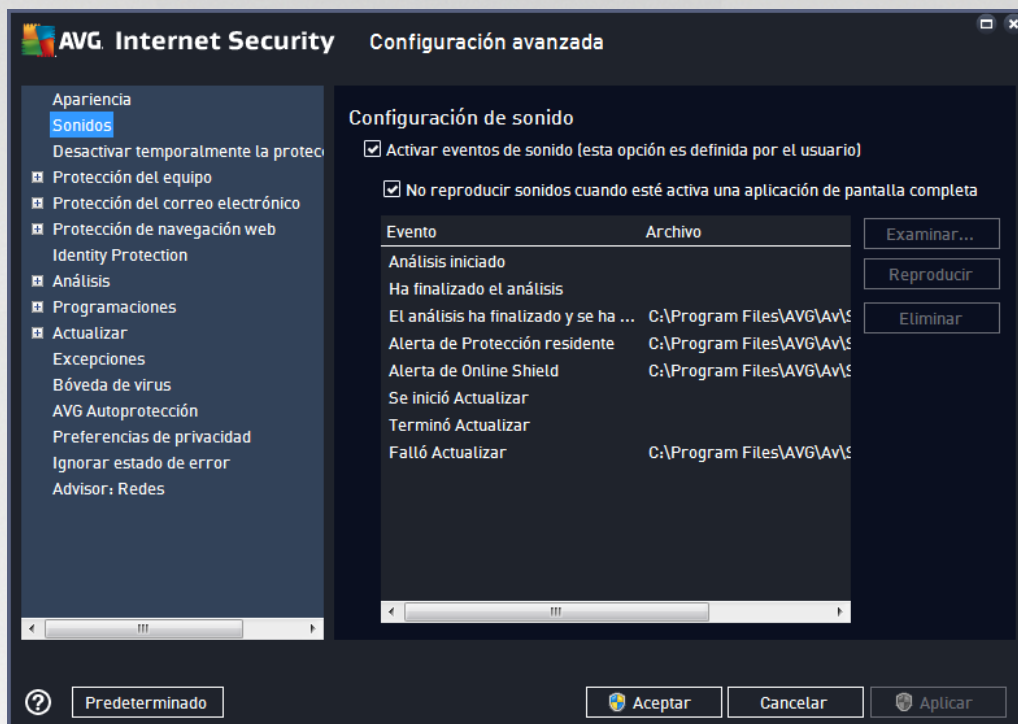 AVG. Internet Security Configuración avanzada
Apariencia
Sonidos
Desactivar temporalmente la protec
Protección del equipo
Protección del correo electrónico
Protección de navegación web
Identity Protection
Análisis
Programaciones
Actualizar
Excepciones
Bóveda de virus
AVG Autoprotección
Preferencias de privacidad
Ignorar estado de error
Advisor: Redes
Configuración de sonido
Activar eventos de sonido (esta opción es definida por el usuario)
No reproducir sonidos cuando esté activa una aplicación de pantalla completa
Evento Archivo
Análisis iniciado
Ha finalizado el análisis
El análisis ha finalizado y se ha ... C:\Program Files\AVG\Av\S
Alerta de Protección residente C:\Program Files\AVG\Av\S
Alerta de Online Shield C:\Program Files\AVG\Av\S
Se inició Actualizar
Terminó Actualizar
Falló Actualizar C:\Program Files\AVG\Av\S
Examinar...
Reproducir
Eliminar
? Predeterminado Aceptar Cancelar Aplicar